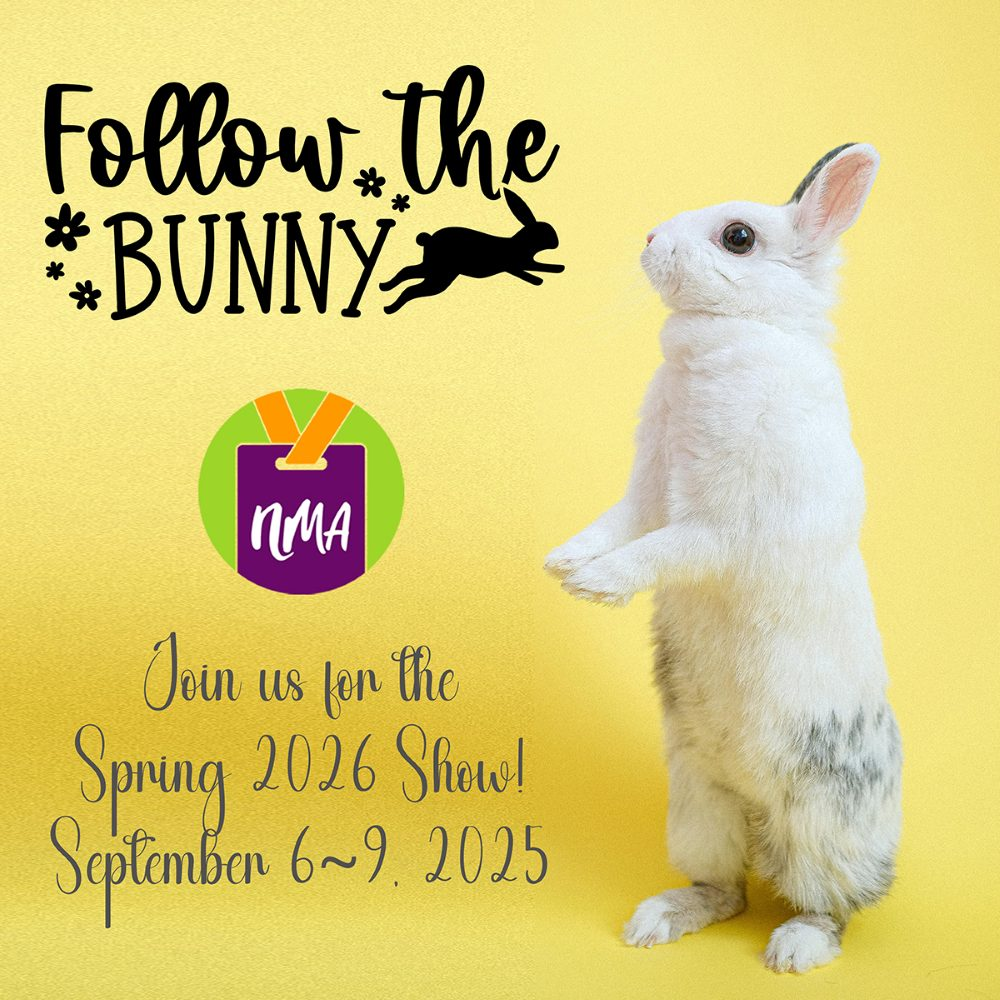 Follow the
BUNNY
NMA
Join us for the
Spring 2026 Show!
September 6~9, 2025